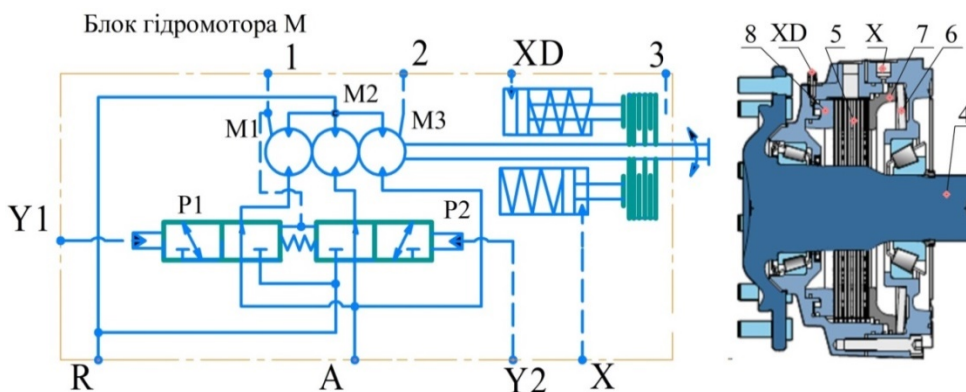 Блок гідромотора М
1 2 XD 3
M2
M1 M3
P1 P2
Y1
R A Y2 X
8 XD 5 X 7 6
4